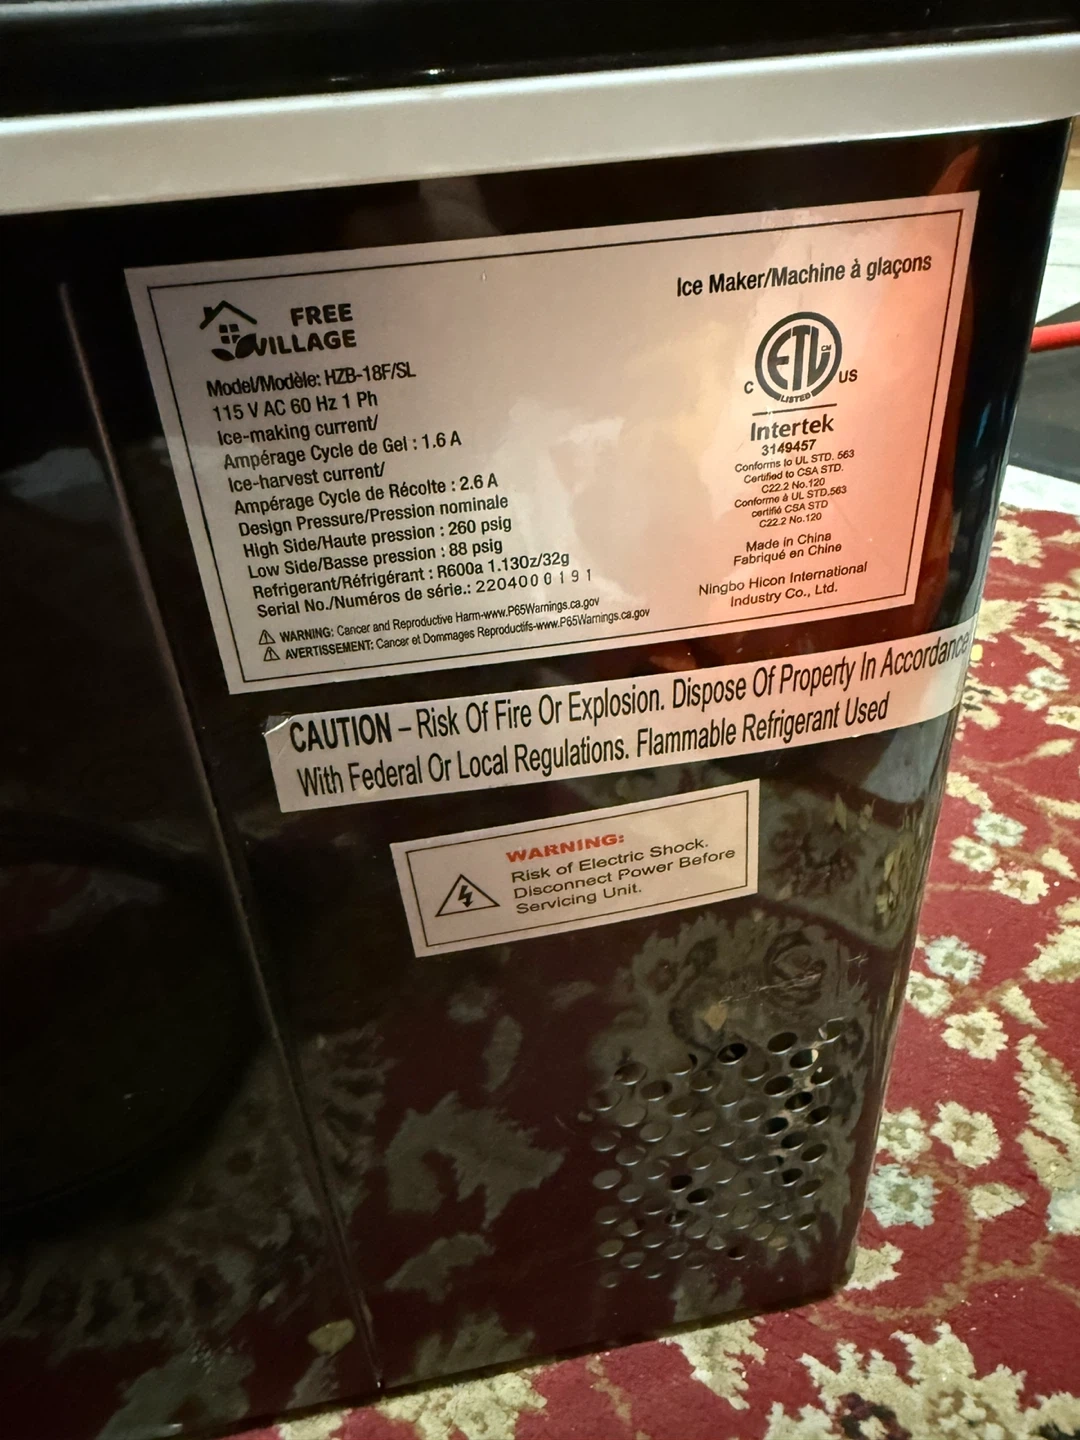 FREE
VILLAGE
Model/Modèle: HZB-18F/SL
115 V AC 60 Hz 1 Ph
Ice-making current/
Ampérage Cycle de Gel : 1.6 A
Ice-harvest current/
Ampérage Cycle de Récolte : 2.6 A
Design Pressure/Pression nominale
High Side/Haute pression : 260 psig
Low Side/Basse pression : 88 psig
Refrigerant/Réfrigérant : R600a 1.130z/32g
Serial No./Numéros de série.: 220400 0 1 9 1
WARNING: Cancer and Reproductive Harm-www.P65Warnings.ca.gov
AVERTISSEMENT: Cancer et Dommages Reproductifs-www.P65Warnings.ca.gov
Ice Maker/Machine à glaçons
ETL CM
C LISTED US
Intertek
3149457
Conforms to UL STD. 563
Certified to CSA STD.
C22.2 No.120
Conforme à UL STD.563
certifié CSA STD
C22.2 No.120
Made in China
Fabriqué en Chine
Ningbo Hicon International
Industry Co., Ltd.
CAUTION – Risk Of Fire Or Explosion. Dispose Of Property In Accordance
With Federal Or Local Regulations. Flammable Refrigerant Used
WARNING:
Risk of Electric Shock.
Disconnect Power Before
Servicing Unit.